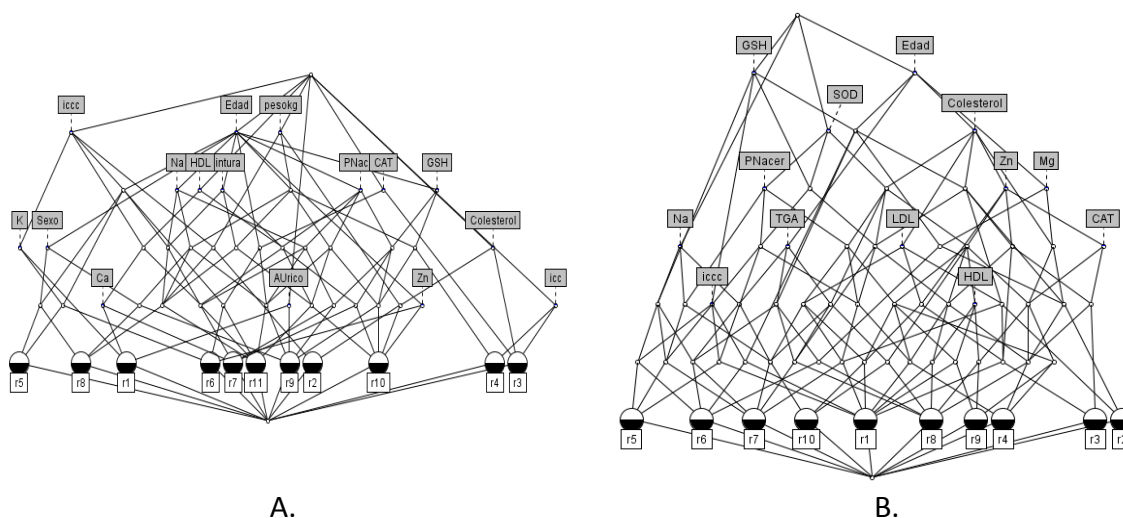 iccc Edad pesokg
Na HDL intura PNac CAT GSH
K Sexo Colesterol
Ca AUrico Zn icc
r5 r8 r1 r6 r7 r11 r9 r2 r10 r4 r3
A.
GSH Edad
SOD Colesterol
PNacer Zn Mg
Na TGA LDL CAT
iccc HDL
r5 r6 r7 r10 r1 r8 r9 r4 r3
B.